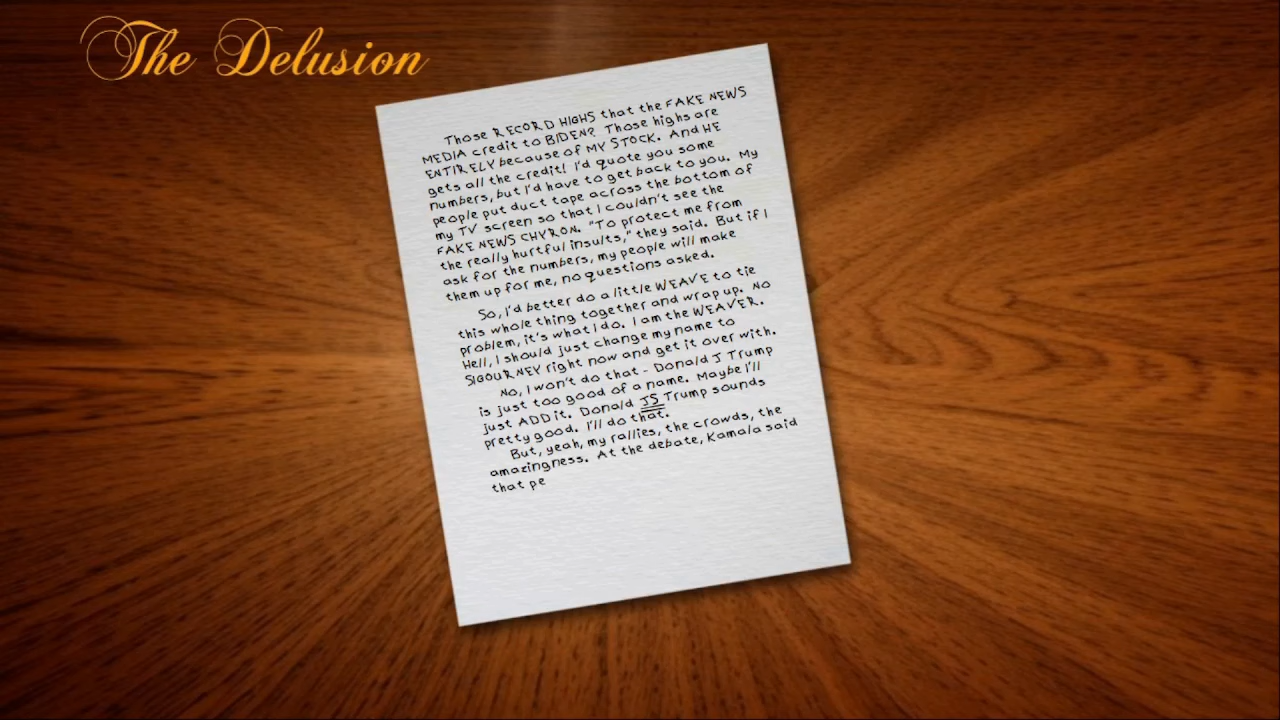 The Delusion
Those RECORD HIGHS that the FAKE NEWS
MEDIA credit to BIDEN? Those highs are
ENTIRELY because of MY STOCK. And HE
gets all the credit! I'd quote you some
numbers, but I'd have to get back to you. My
people put duct tape across the bottom of
my TV screen so that I couldn't see the
FAKE NEWS CHYRON. "To protect me from
the really hurtful insults," they said. But if I
ask for the numbers, my people will make
them up for me, no questions asked.
So, I'd better do a little WEAVE to tie
this whole thing together and wrap up. No
problem, it's what I do. I am the WEAVER.
Hell, I should just change my name to
SIGOURNEY right now and get it over with.
No, I won't do that - Donald J Trump
is just too good of a name. Maybe I'll
just ADD it. Donald JS Trump sounds
pretty good. I'll do that.
But, yeah, my rallies, the crowds, the
amazingness. At the debate, Kamala said
that pe